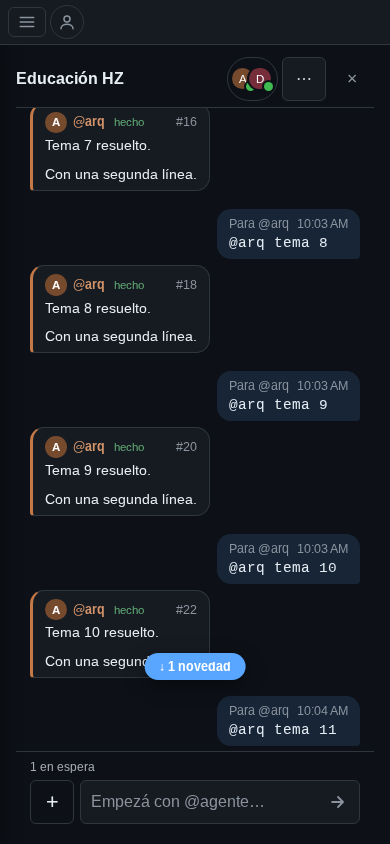 Educación HZ
A
D
...
×
A @arq hecho #16
Tema 7 resuelto.
Con una segunda línea.
Para @arq 10:03 AM
@arq tema 8
A @arq hecho #18
Tema 8 resuelto.
Con una segunda línea.
Para @arq 10:03 AM
@arq tema 9
A @arq hecho #20
Tema 9 resuelto.
Con una segunda línea.
Para @arq 10:03 AM
@arq tema 10
A @arq hecho #22
Tema 10 resuelto.
Con una segund
↓ 1 novedad
Para @arq 10:04 AM
@arq tema 11
1 en espera
+
Empezá con @agente…
→